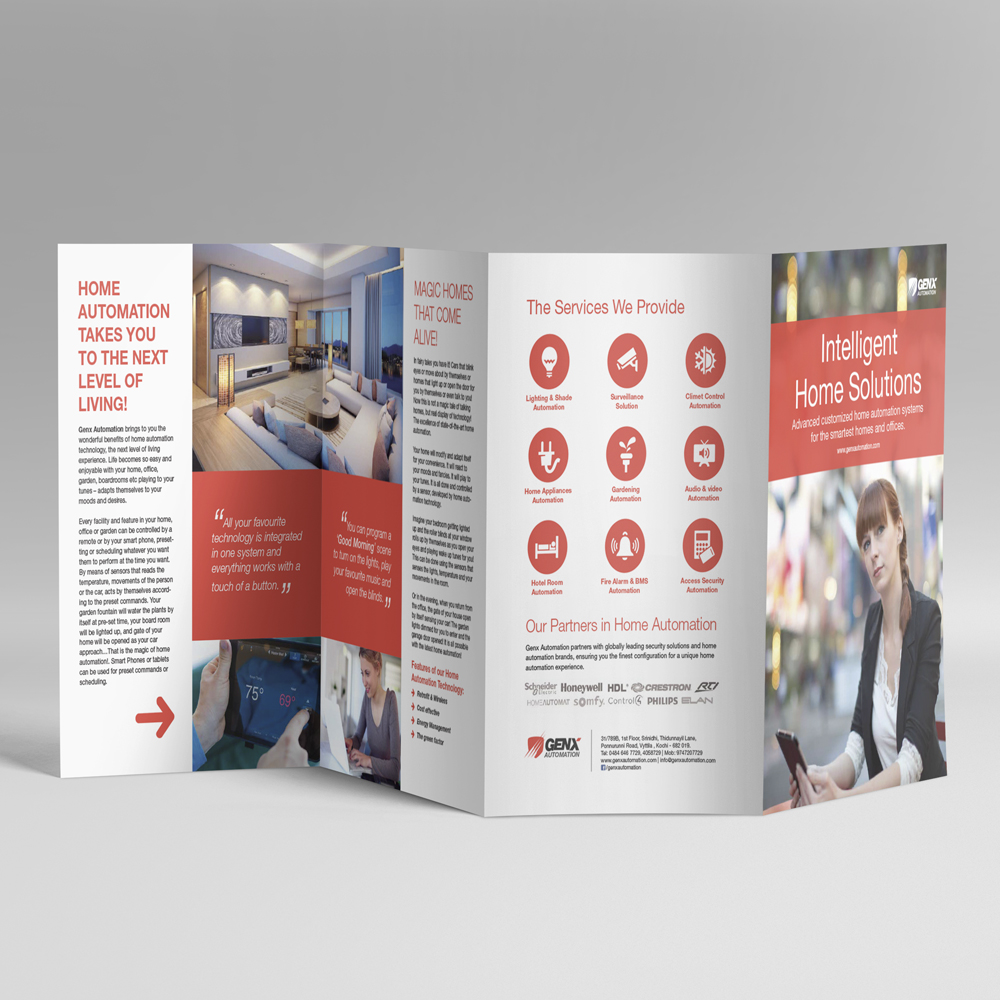 HOME
AUTOMATION
TAKES YOU
TO THE NEXT
LEVEL OF
LIVING!
Genx Automation brings to you the
wonderful benefits of home automation
technology, the next level of living
experience. Life becomes so easy and
enjoyable with your home, office,
garden, boardrooms etc playing to your
tunes – adapts themselves to your
moods and desires.
Every facility and feature in your home,
office or garden can be controlled by a
remote or by your smart phone, preset-
ting or scheduling whatever you want
them to perform at the time you want.
By means of sensors that reads the
temperature, movements of the person
or the car, acts by themselves accord-
ing to the preset commands. Your
garden fountain will water the plants by
itself at pre-set time, your board room
will be lighted up, and gate of your
home will be opened as your car
approach....That is the magic of home
automation!. Smart Phones or tablets
can be used for preset commands or
scheduling.
“All your favourite
technology is integrated
in one system and
everything works with a
touch of a button.”
75°
69°
“You can program a
'Good Morning' scene
to turn on the lights, play
your favourite music and
open the blinds.”
MAGIC HOMES
THAT COME
ALIVE!
In fairy tales you have it! Cars that blink
eyes or move about by themselves or
homes that light up or open the door for
you by themselves or even talk to you!
Now this is not a magic tale of talking
homes, but real display of technology!
The excellence of state-of-the-art home
automation.
Your home will modify and adapt itself
for your convenience. It will react to
your moods and fancies. It will play to
your tunes. It is all done and controlled
by a sensor, developed by home auto-
mation technology.
Imagine your bedroom getting lighted
up and the roller blinds at your window
rolls up by themselves as you open your
eyes and playing wake up tunes for you!
This can be done using the sensors that
senses the lights, temperature and your
movements in the room.
Or in the evening, when you return from
the office, the gate of your house open
by itself sensing your car! The garden
lights dimmed for you to enter and the
garage door opened! It is all possible
with the latest home automation!
Features of our Home
Automation Technology:
Retrofit & Wireless
Cost effective
Energy Management
The green factor
The Services We Provide
Lighting & Shade
Automation
Surveillance
Solution
Climet Control
Automation
Home Appliances
Automation
Gardening
Automation
Audio & video
Automation
Hotel Room
Automation
Fire Alarm & BMS
Automation
Access Security
Automation
Our Partners in Home Automation
Genx Automation partners with globally leading security solutions and home
automation brands, ensuring you the finest configuration for a unique home
automation experience.
Schneider Electric Honeywell HDL CRESTRON RTI
HOMEAUTOMAT somfy. Control4 PHILIPS ELAN
GENX
AUTOMATION
31/789B, 1st Floor, Srinidhi, Thidunnayil Lane,
Ponnurunni Road, Vyttila , Kochi - 682 019.
Tel: 0484 646 7729, 4058729 | Mob: 9747207729
www.genxautomation.com | info@genxautomation.com
f/genxautomation
GENX
AUTOMATION
Intelligent
Home Solutions
Advanced customized home automation systems
for the smartest homes and offices.
www.genxautomation.com